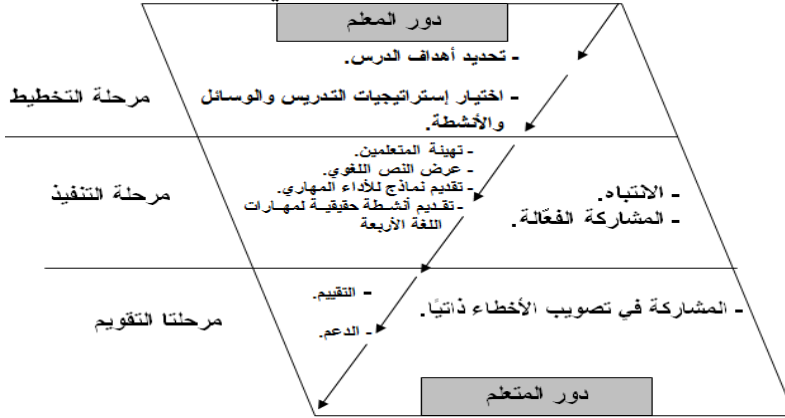 دور المعلم
- تحديد أهداف الدرس.
- اختيار إستراتيجيات التدريس والوسائل
والأنشطة.
مرحلة التخطيط
- تهيئة المتعلمين.
- عرض النص اللغوي.
- تقديم نماذج للأداء المهاري.
- تقديم أنشطة حقيقية لمهارات
اللغة الأربعة
- الانتباه.
- المشاركة الفعّالة.
مرحلة التنفيذ
- المشاركة في تصويب الأخطاء ذاتيًا.
- التقييم.
- الدعم.
مرحلتا التقويم
دور المتعلم